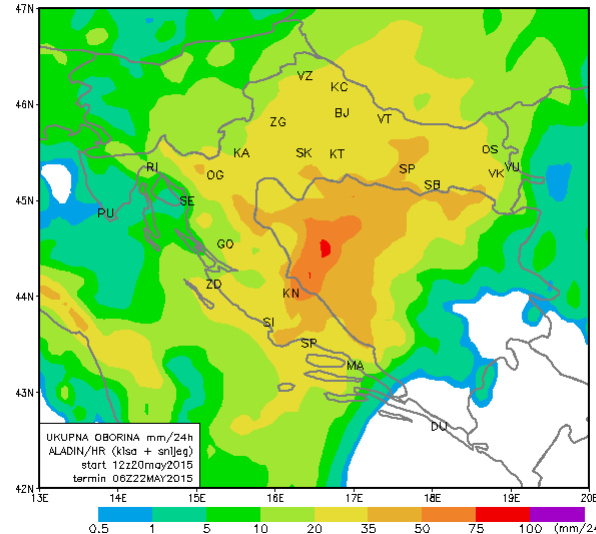 47N
VZ
KC
46N
BJ
ZG
VT
KA
SK
KT
OS
RI
OG
SP
VU
VK
SB
45N
SE
PU
GO
ZD
KN
44N
SI
SP
MA
43N
DU
UKUPNA OBORINA mm/24h
ALADIN/HR (kisa + snijeg)
start 12z20may2015
termin 06Z22MAY2015
42N
13E 14E 15E 16E 17E 18E 19E 20E
0.5 1 5 10 20 35 50 75 100 (mm/24